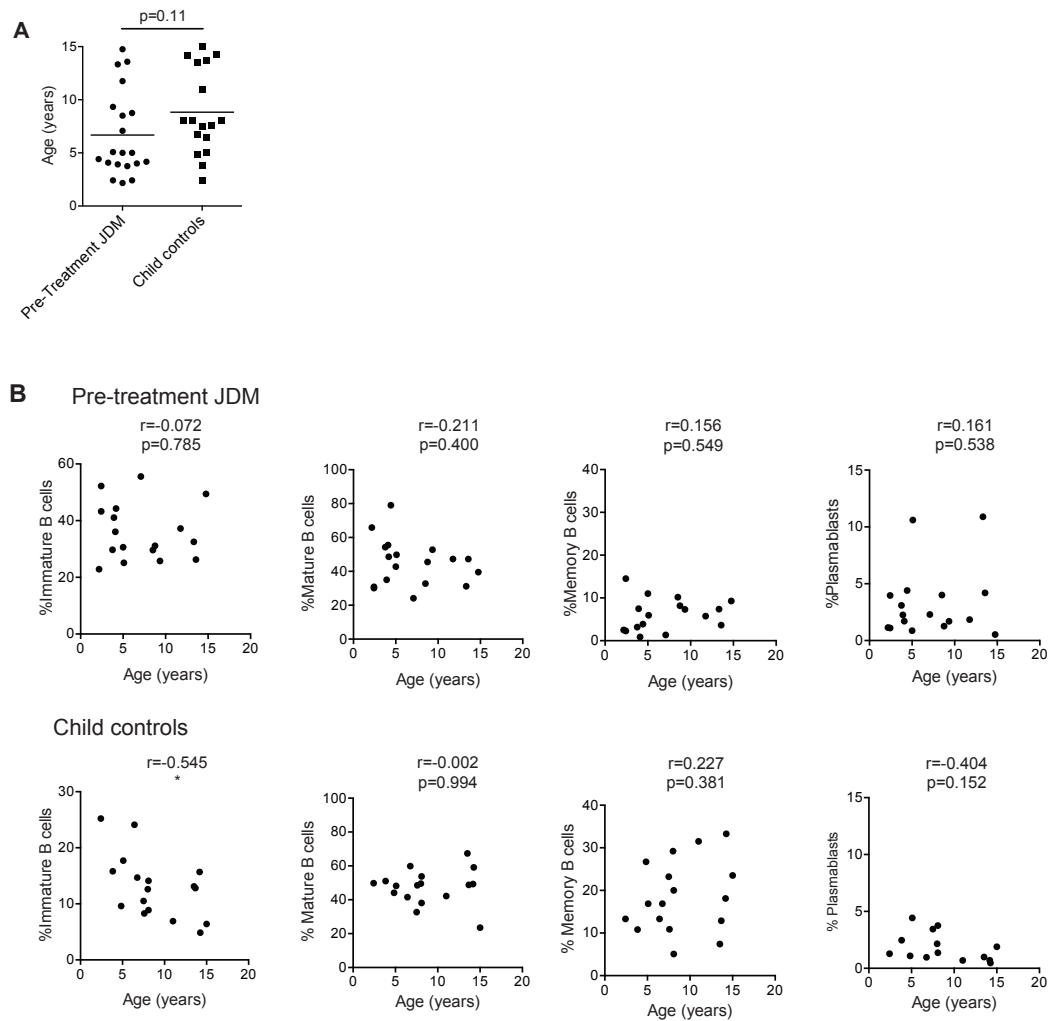 A
p=0.11
15
10
5
0
Age (years)
Pre-Treatment JDM
Child controls
B
Pre-treatment JDM
r=-0.072
p=0.785
60
40
20
0
%Immature B cells
0 5 10 15 20
Age (years)
r=-0.211
p=0.400
100
80
60
40
20
0
%Mature B cells
0 5 10 15 20
Age (years)
r=0.156
p=0.549
40
30
20
10
0
%Memory B cells
0 5 10 15 20
Age (years)
r=0.161
p=0.538
15
10
5
0
%Plasmablasts
0 5 10 15 20
Age (years)
Child controls
r=-0.545
*
30
20
10
0
%Immature B cells
0 5 10 15 20
Age (years)
r=-0.002
p=0.994
100
80
60
40
20
0
% Mature B cells
0 5 10 15 20
Age (years)
r=0.227
p=0.381
40
30
20
10
0
% Memory B cells
0 5 10 15 20
Age (years)
r=-0.404
p=0.152
15
10
5
0
% Plasmablasts
0 5 10 15 20
Age (years)